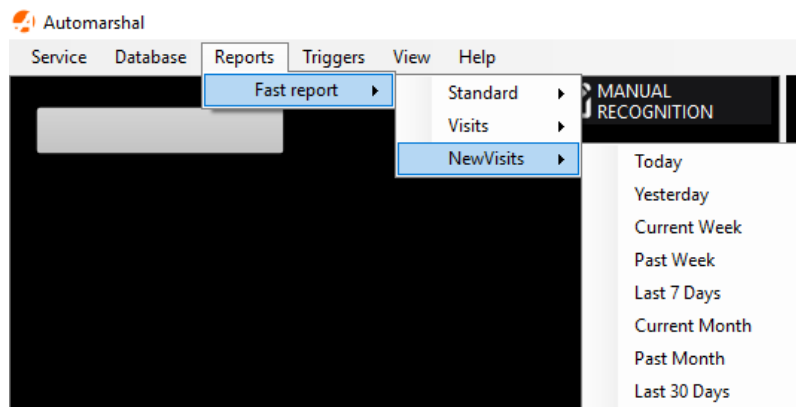 Automarshal
Service Database Reports Triggers View Help
Fast report
Standard
Visits
NewVisits
MANUAL
RECOGNITION
Today
Yesterday
Current Week
Past Week
Last 7 Days
Current Month
Past Month
Last 30 Days